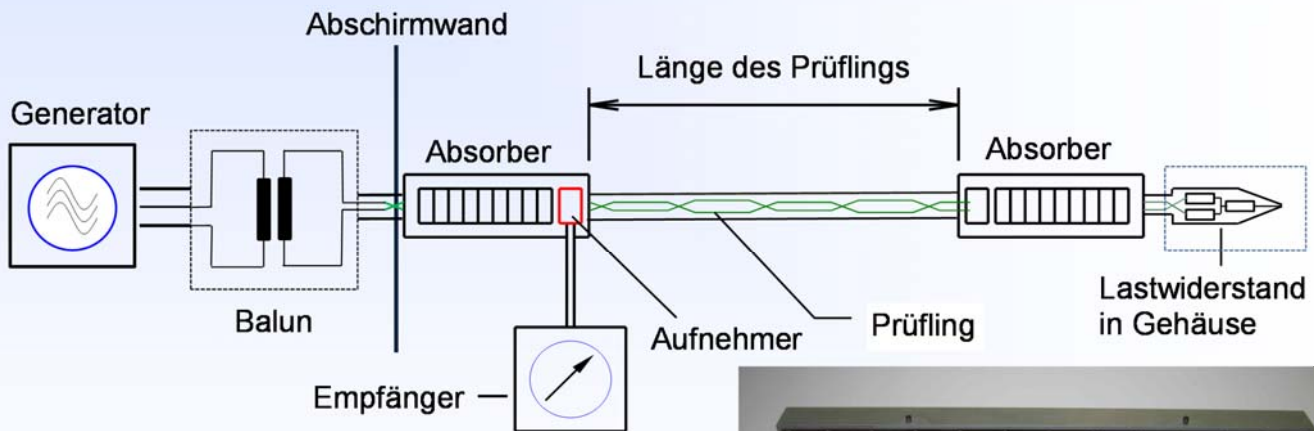 Abschirmwand
Länge des Prüflings
Generator
Absorber
Absorber
Balun
Aufnehmer
Prüfling
Lastwiderstand
in Gehäuse
Empfänger